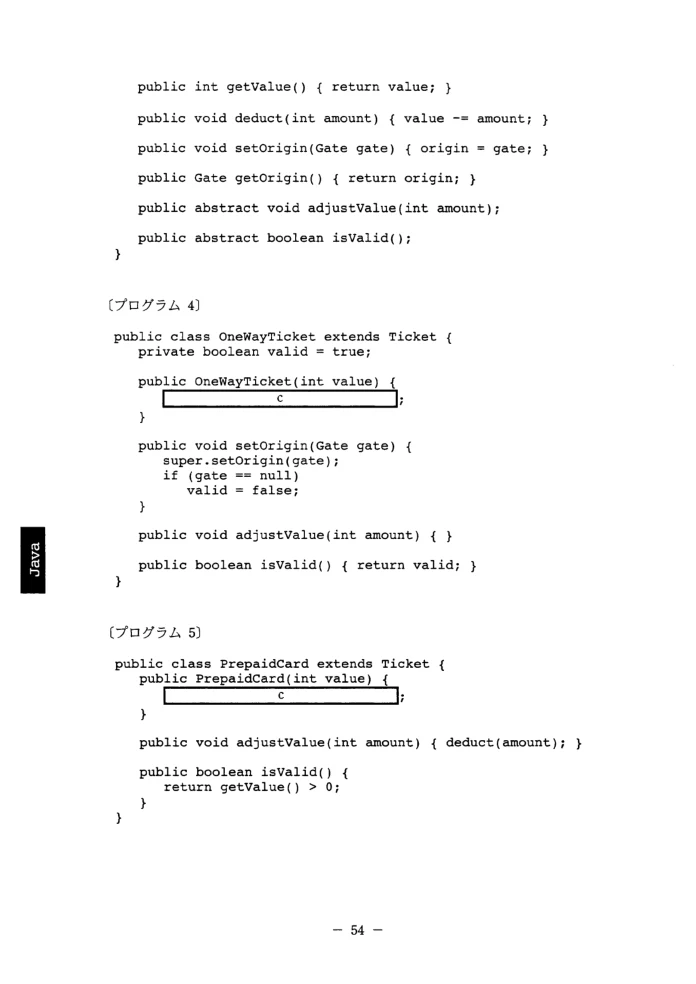 public int getValue() { return value; }
public void deduct(int amount) { value -= amount; }
public void setOrigin(Gate gate) { origin = gate; }
public Gate getOrigin() { return origin; }
public abstract void adjustValue(int amount);
public abstract boolean isValid();
}
〔プログラム 4〕
public class OneWayTicket extends Ticket {
private boolean valid = true;
public OneWayTicket(int value) {
c ;
}
public void setOrigin(Gate gate) {
super.setOrigin(gate);
if (gate == null)
valid = false;
}
public void adjustValue(int amount) { }
public boolean isValid() { return valid; }
}
Java
〔プログラム 5〕
public class PrepaidCard extends Ticket {
public PrepaidCard(int value) {
c ;
}
public void adjustValue(int amount) { deduct(amount); }
public boolean isValid() {
return getValue() > 0;
}
}
— 54 —